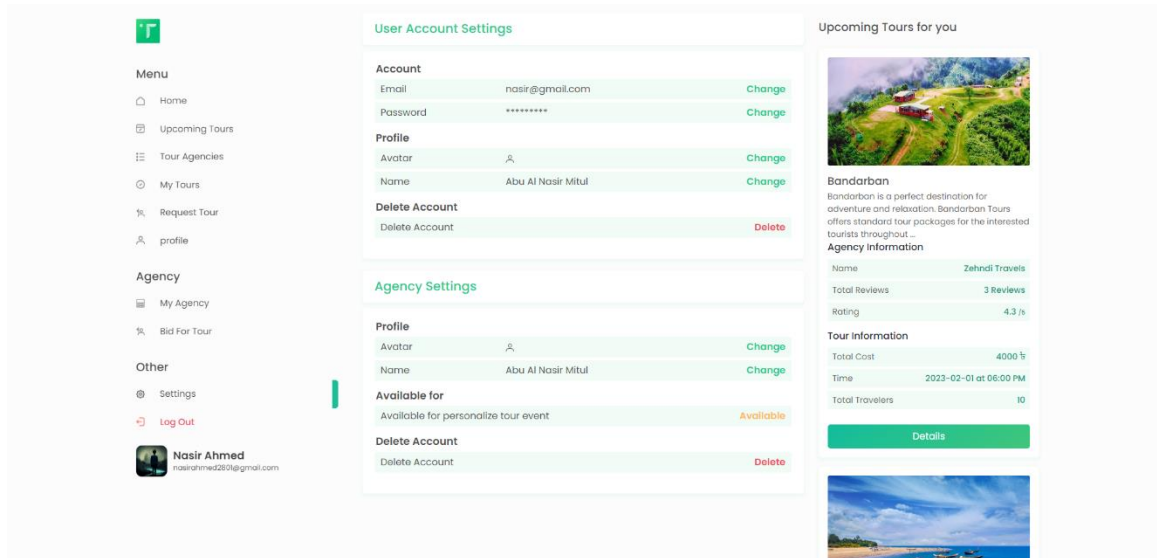 Menu
Home
Upcoming Tours
Tour Agencies
My Tours
Request Tour
profile
Agency
My Agency
Bid For Tour
Other
Settings
Log Out
Nasir Ahmed
nasirahmed2801@gmail.com
User Account Settings
Account
Email nasir@gmail.com Change
Password ********* Change
Profile
Avatar Change
Name Abu Al Nasir Mitul Change
Delete Account
Delete Account Delete
Agency Settings
Profile
Avatar Change
Name Abu Al Nasir Mitul Change
Available for
Available for personalize tour event Available
Delete Account
Delete Account Delete
Upcoming Tours for you
Bandarban
Bandarban is a perfect destination for
adventure and relaxation. Bandarban Tours
offers standard tour packages for the interested
tourists throughout ...
Agency Information
Name Zehndi Travels
Total Reviews 3 Reviews
Rating 4.3 /5
Tour Information
Total Cost 4000 ৳
Time 2023-02-01 at 06:00 PM
Total Travelers 10
Details